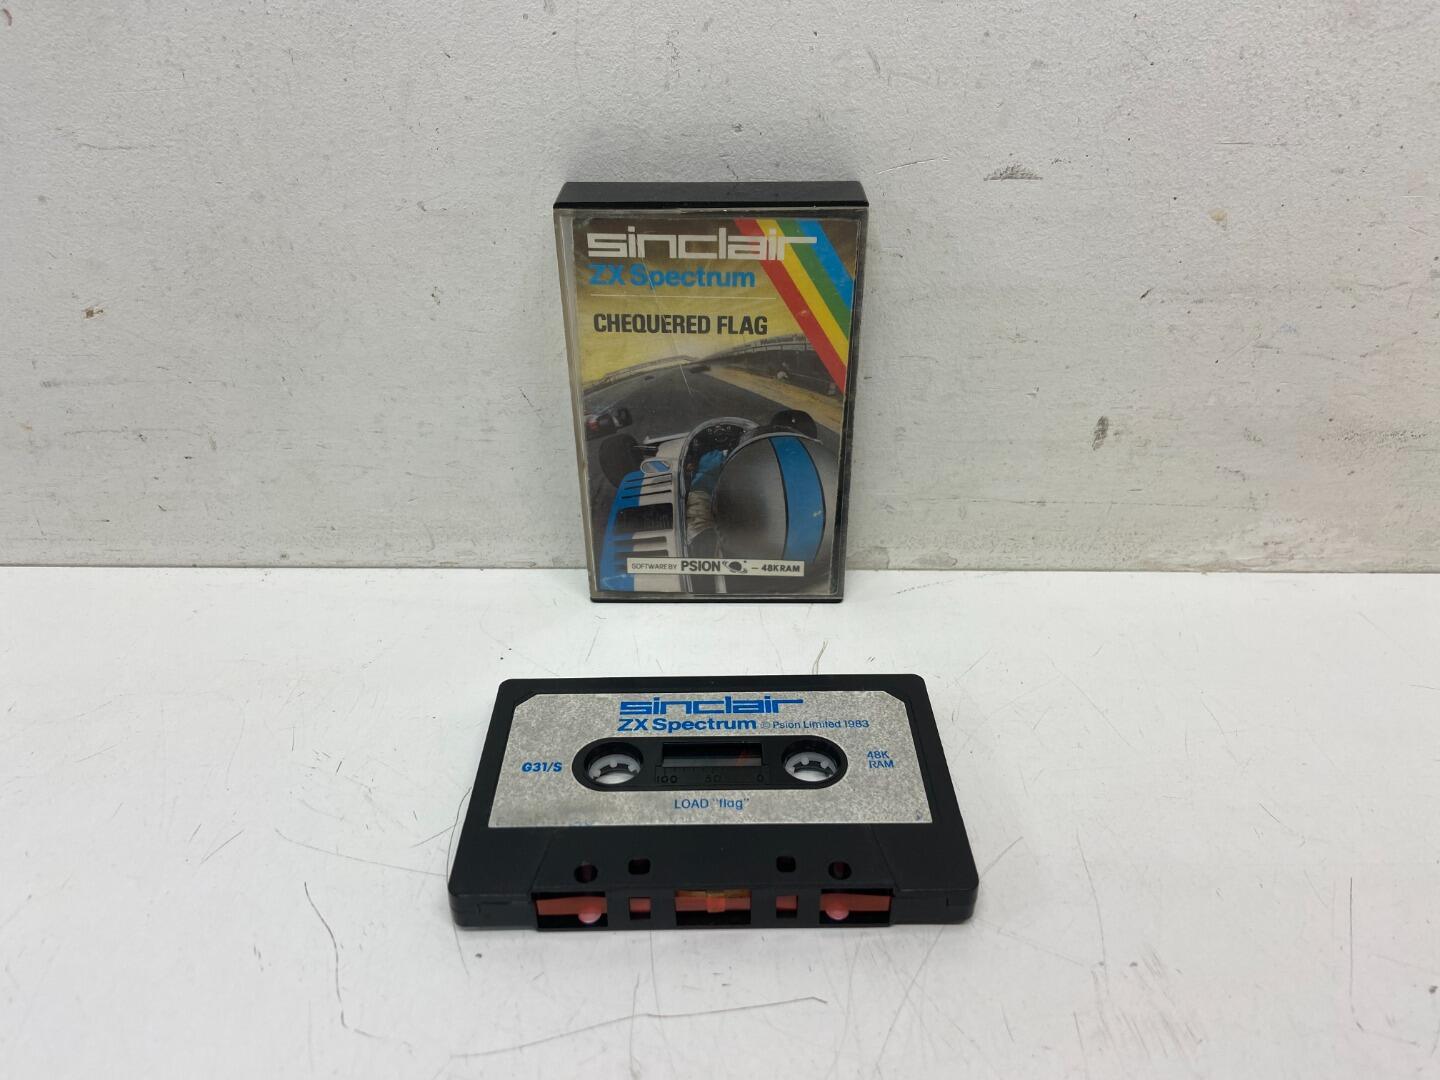 sinclair
ZX Spectrum
CHEQUERED FLAG
SOFTWARE BY PSION — 48K RAM
sinclair
ZX Spectrum © Psion Limited 1983
G31/S
48K
RAM
100 50 0
LOAD "flag"